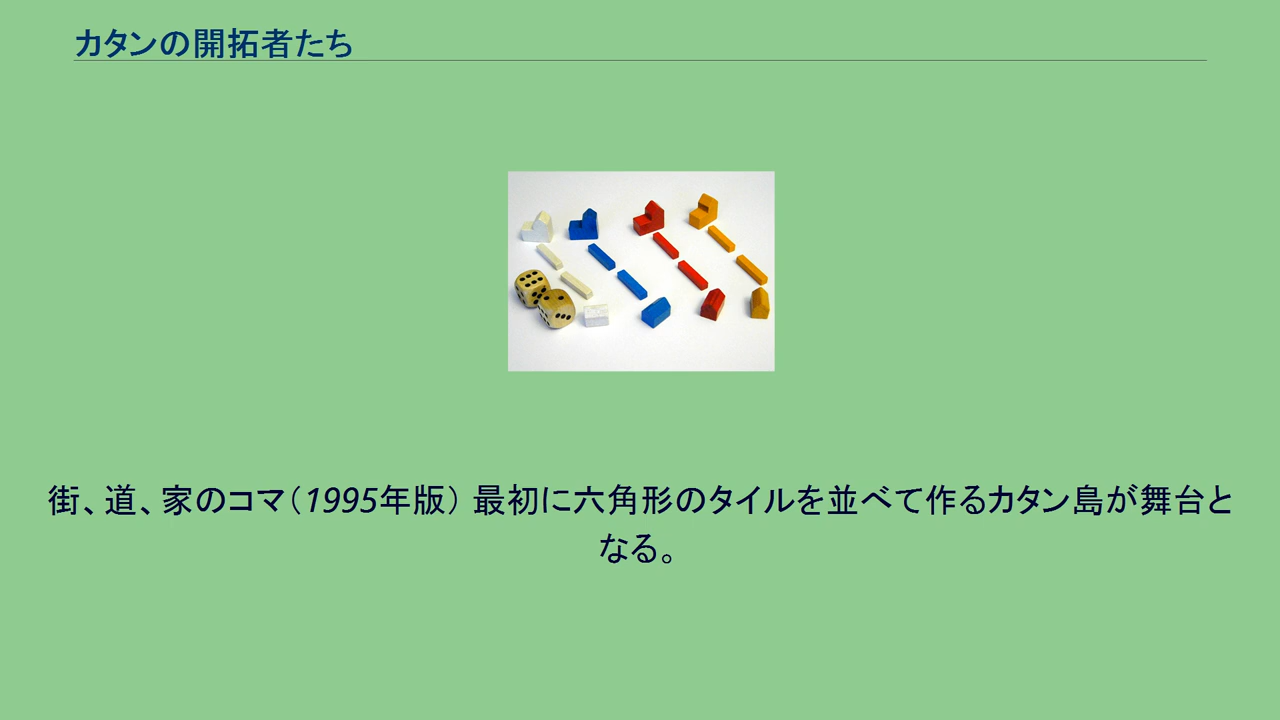 カタンの開拓者たち
街、道、家のコマ（1995年版） 最初に六角形のタイルを並べて作るカタン島が舞台と
なる。